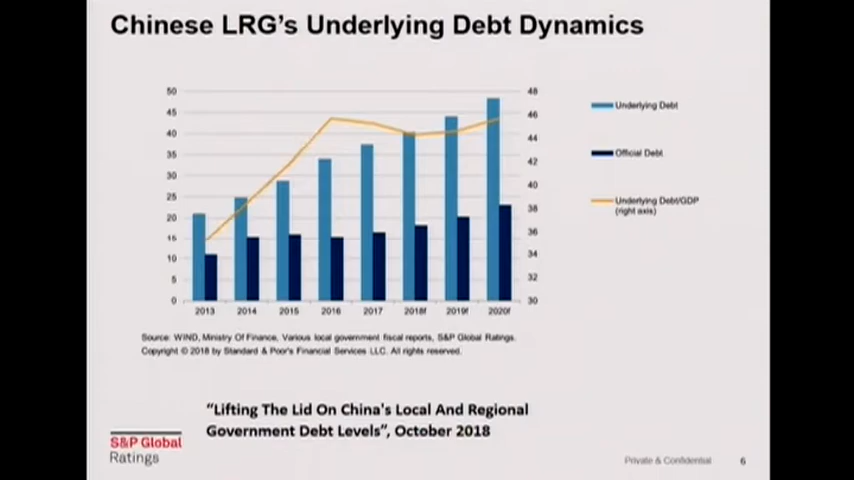 Chinese LRG's Underlying Debt Dynamics
50
45
40
35
30
25
20
15
10
5
0
48
46
44
42
40
38
36
34
32
30
2013 2014 2015 2016 2017 2018f 2019f 2020f
Underlying Debt
Official Debt
Underlying Debt/GDP
(right axis)
Source: WIND, Ministry Of Finance, Various local government fiscal reports, S&P Global Ratings.
Copyright © 2018 by Standard & Poor's Financial Services LLC. All rights reserved.
"Lifting The Lid On China's Local And Regional
Government Debt Levels", October 2018
S&P Global
Ratings
Private & Confidential 6